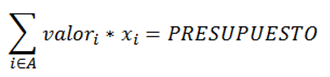 ∑_{i∈A} valor_i * x_i = PRESUPUESTO